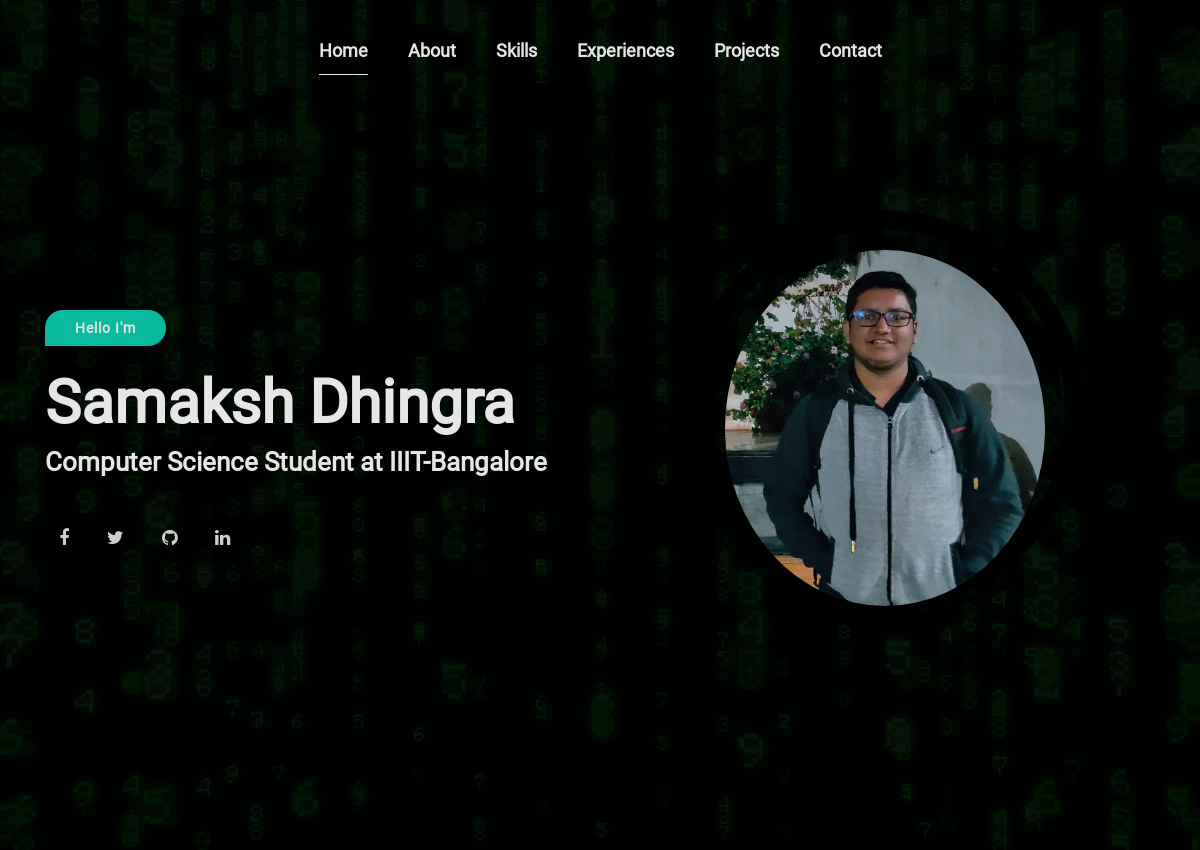 Home About Skills Experiences Projects Contact
Hello I'm
Samaksh Dhingra
Computer Science Student at IIIT-Bangalore